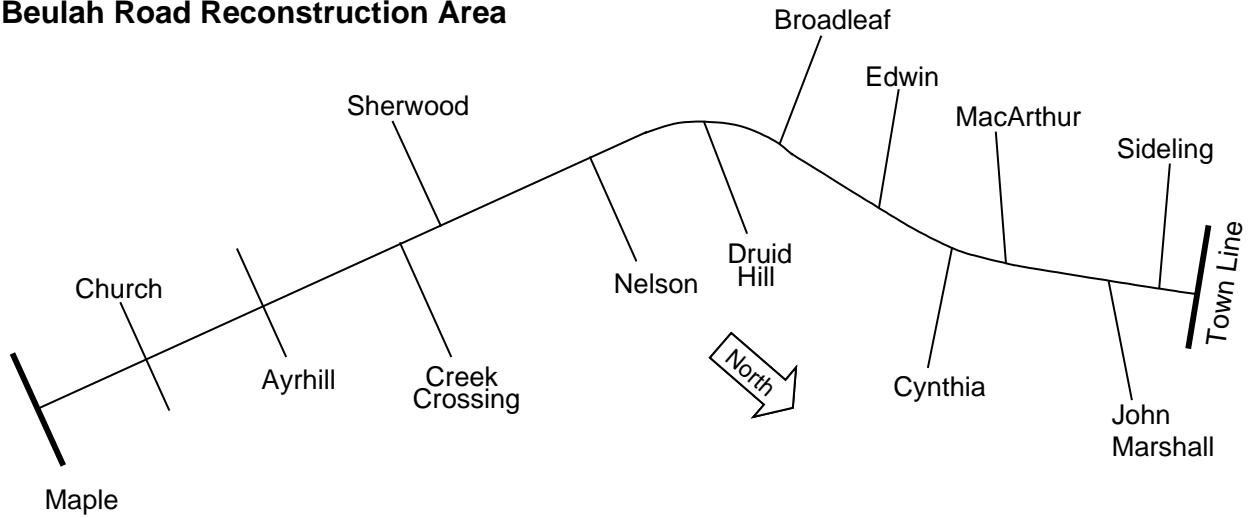 Beulah Road Reconstruction Area
Broadleaf
Edwin
Sherwood
MacArthur
Sideling
Church
Druid
Hill
Nelson
Town Line
Ayrhill
Creek
Crossing
North
Cynthia
John
Marshall
Maple